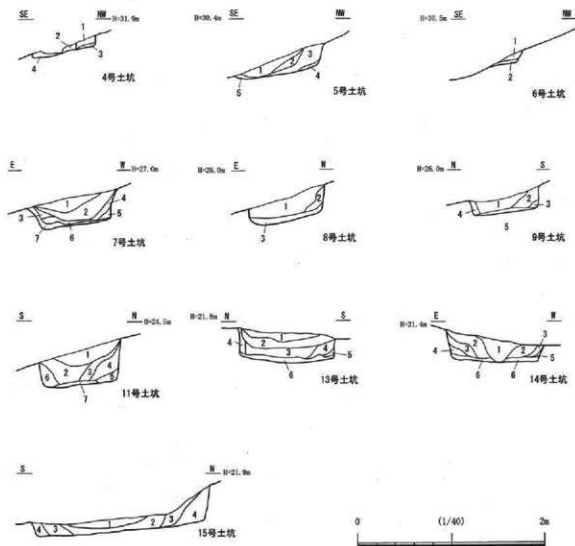 SE NW H=31.9m
1 2 3 4
4号土坑
H=30.4m SE NW
1 2 3 4 5
5号土坑
H=30.5m SE NW
1 2
6号土坑
E W H=27.0m
1 2 3 4 5 6 7
7号土坑
H=28.0m E W
1 2 3
8号土坑
H=26.0m N S
1 2 3 4 5
9号土坑
S N H=24.5m
1 2 3 4 5 6 7
11号土坑
H=21.8m N S
1 2 3 4 4 5 6
13号土坑
H=21.4m E W
1 2 2 3 3 4 5 6 6
14号土坑
S N H=21.9m
1 2 3 3 4 4
15号土坑
0 (1/40) 2m